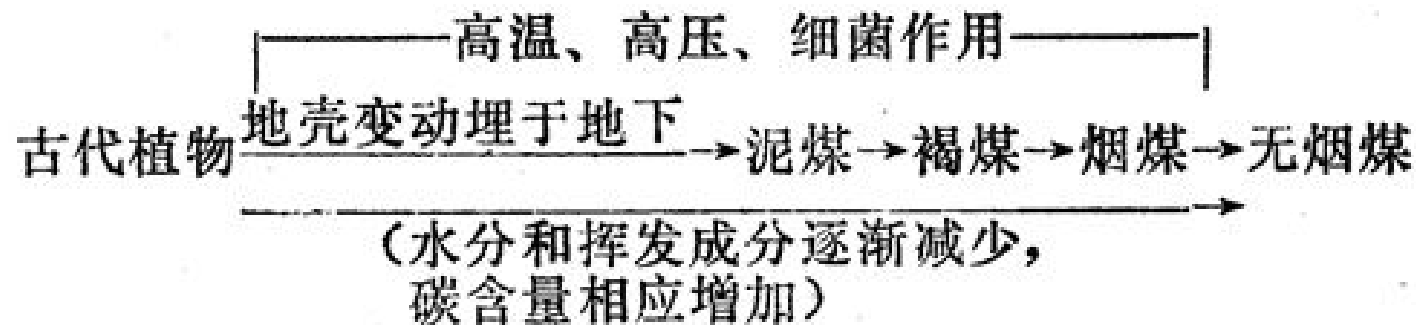 高温、高压、细菌作用
地壳变动埋于地下
古代植物→泥煤→褐煤→烟煤→无烟煤
（水分和挥发成分逐渐减少，
碳含量相应增加）